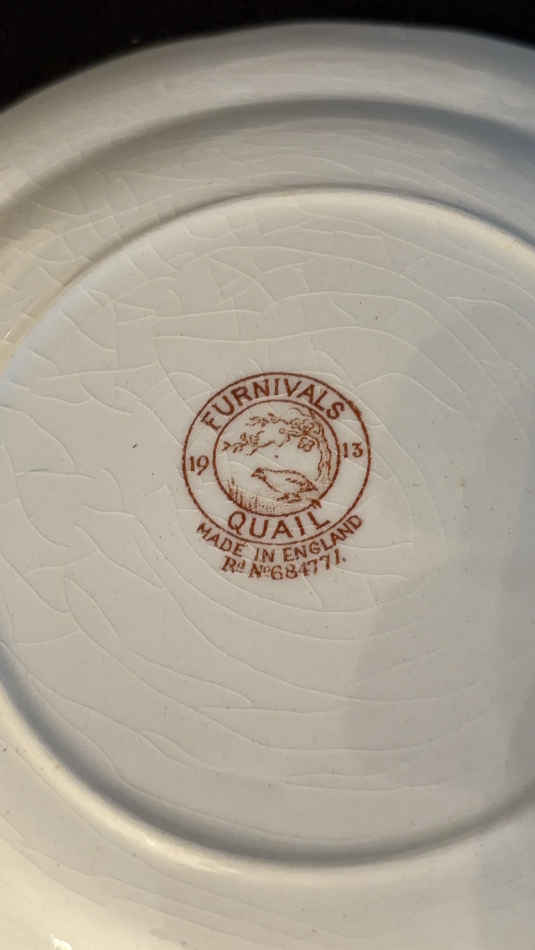 FURNIVALS
19 13
QUAIL
MADE IN ENGLAND
Rd. No 684771.